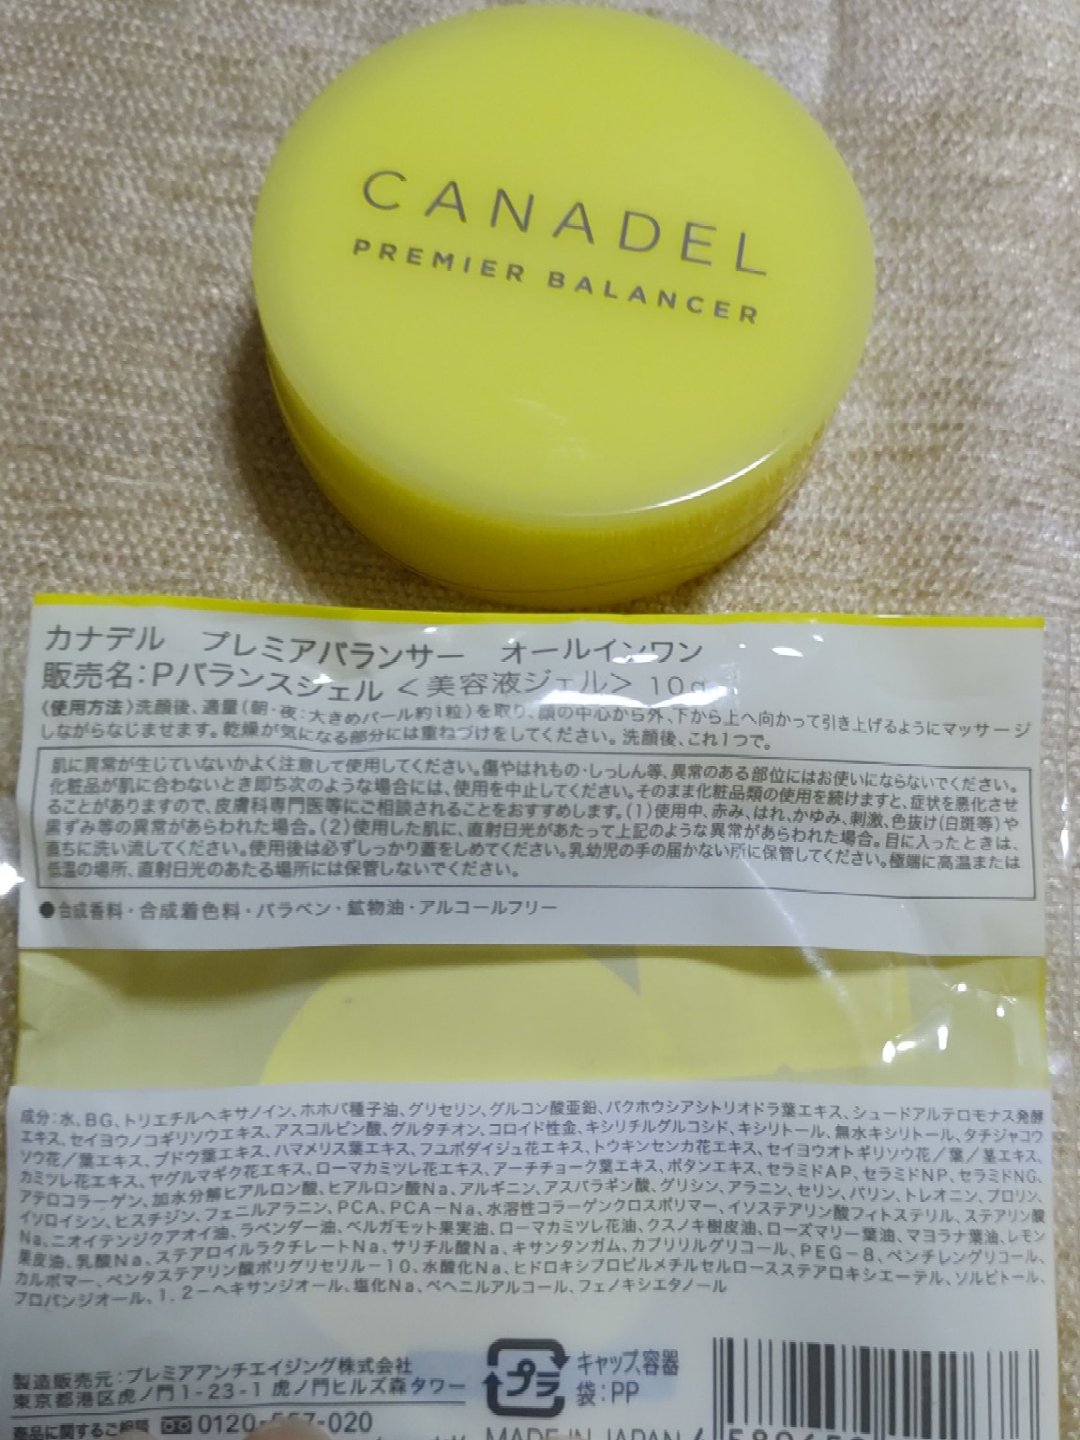 CANADEL
PREMIER BALANCER
カナデル プレミアバランサー オールインワン
販売名:Pバランスジェル <美容液ジェル> 10g
〈使用方法〉洗顔後、適量(朝・夜:大きめパール約1粒)を取り、顔の中心から外、下から上へ向かって引き上げるようにマッサージ
しながらなじませます。乾燥が気になる部分には重ねづけをしてください。洗顔後、これ1つで。
肌に異常が生じていないかよく注意して使用してください。傷やはれもの・しっしん等、異常のある部位にはお使いにならないでください。
化粧品が肌に合わないとき即ち次のような場合には、使用を中止してください。そのまま化粧品類の使用を続けますと、症状を悪化させ
ることがありますので、皮膚科専門医等にご相談されることをおすすめします。(1)使用中、赤み、はれ、かゆみ、刺激、色抜け(白斑等)や
黒ずみ等の異常があらわれた場合。(2)使用した肌に、直射日光があたって上記のような異常があらわれた場合。目に入ったときは、
直ちに洗い流してください。使用後は必ずしっかり蓋をしめてください。乳幼児の手の届かない所に保管してください。極端に高温または
低温の場所、直射日光のあたる場所には保管しないでください。
●合成香料・合成着色料・パラベン・鉱物油・アルコールフリー
成分:水、BG、トリエチルヘキサノイン、ホホバ種子油、グリセリン、グルコン酸亜鉛、バクホウシアシトリオドラ葉エキス、シュードアルテロモナス発酵
エキス、セイヨウノコギリソウエキス、アスコルビン酸、グルタチオン、コロイド性金、キシリチルグルコシド、キシリトール、無水キシリトール、タチジャコウ
ソウ花/葉エキス、ブドウ葉エキス、ハマメリス葉エキス、フユボダイジュ花エキス、トウキンセンカ花エキス、セイヨウオトギリソウ花/葉/茎エキス、
カミツレ花エキス、ヤグルマギク花エキス、ローマカミツレ花エキス、アーチチョーク葉エキス、ボタンエキス、セラミドAP、セラミドNP、セラミドNG、
アテロコラーゲン、加水分解ヒアルロン酸、ヒアルロン酸Na、アルギニン、アスパラギン酸、グリシン、アラニン、セリン、バリン、トレオニン、プロリン、
イソロイシン、ヒスチジン、フェニルアラニン、PCA、PCA-Na、水溶性コラーゲンクロスポリマー、イソステアリン酸フィトステリル、ステアリン酸
Na、ニオイテンジクアオイ油、ラベンダー油、ベルガモット果実油、ローマカミツレ花油、クスノキ樹皮油、ローズマリー葉油、マヨラナ葉油、レモン
果皮油、乳酸Na、ステアロイルラクチレートNa、サリチル酸Na、キサンタンガム、カプリリルグリコール、PEG-8、ペンチレングリコール、
カルボマー、ペンタステアリン酸ポリグリセリル-10、水酸化Na、ヒドロキシプロピルメチルセルロースステアロキシエーテル、ソルビトール、
プロパンジオール、1,2-ヘキサンジオール、塩化Na、ベヘニルアルコール、フェノキシエタノール
製造販売元:プレミアアンチエイジング株式会社
東京都港区虎ノ門1-23-1 虎ノ門ヒルズ森タワー
商品に関するご相談 0120-557-020
プラ
キャップ、容器
袋:PP
MADE IN JAPAN